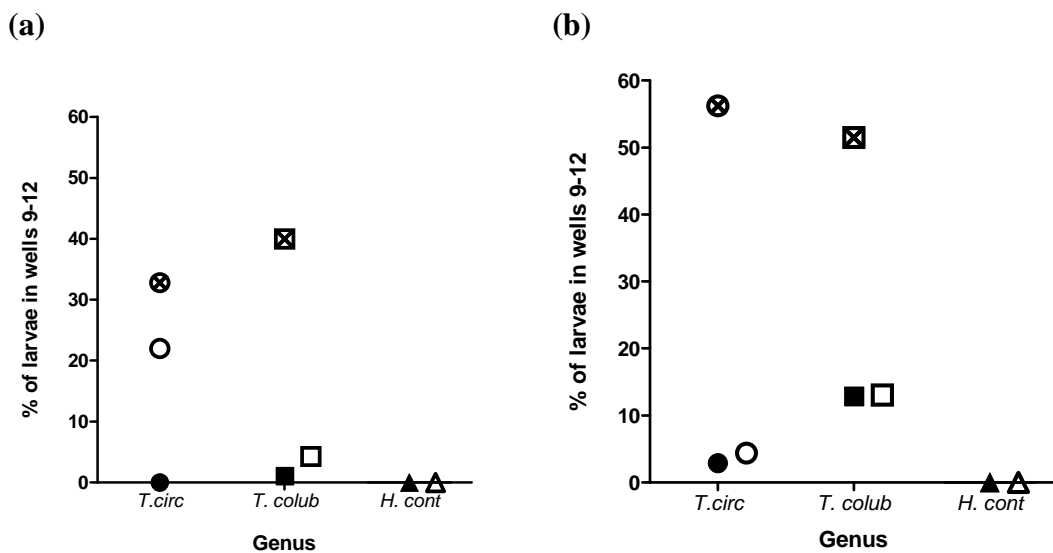 (a)
% of larvae in wells 9-12
60
50
40
30
20
10
0
T.circ T. colub H. cont
Genus
(b)
% of larvae in wells 9-12
60
50
40
30
20
10
0
T.circ T. colub H. cont
Genus